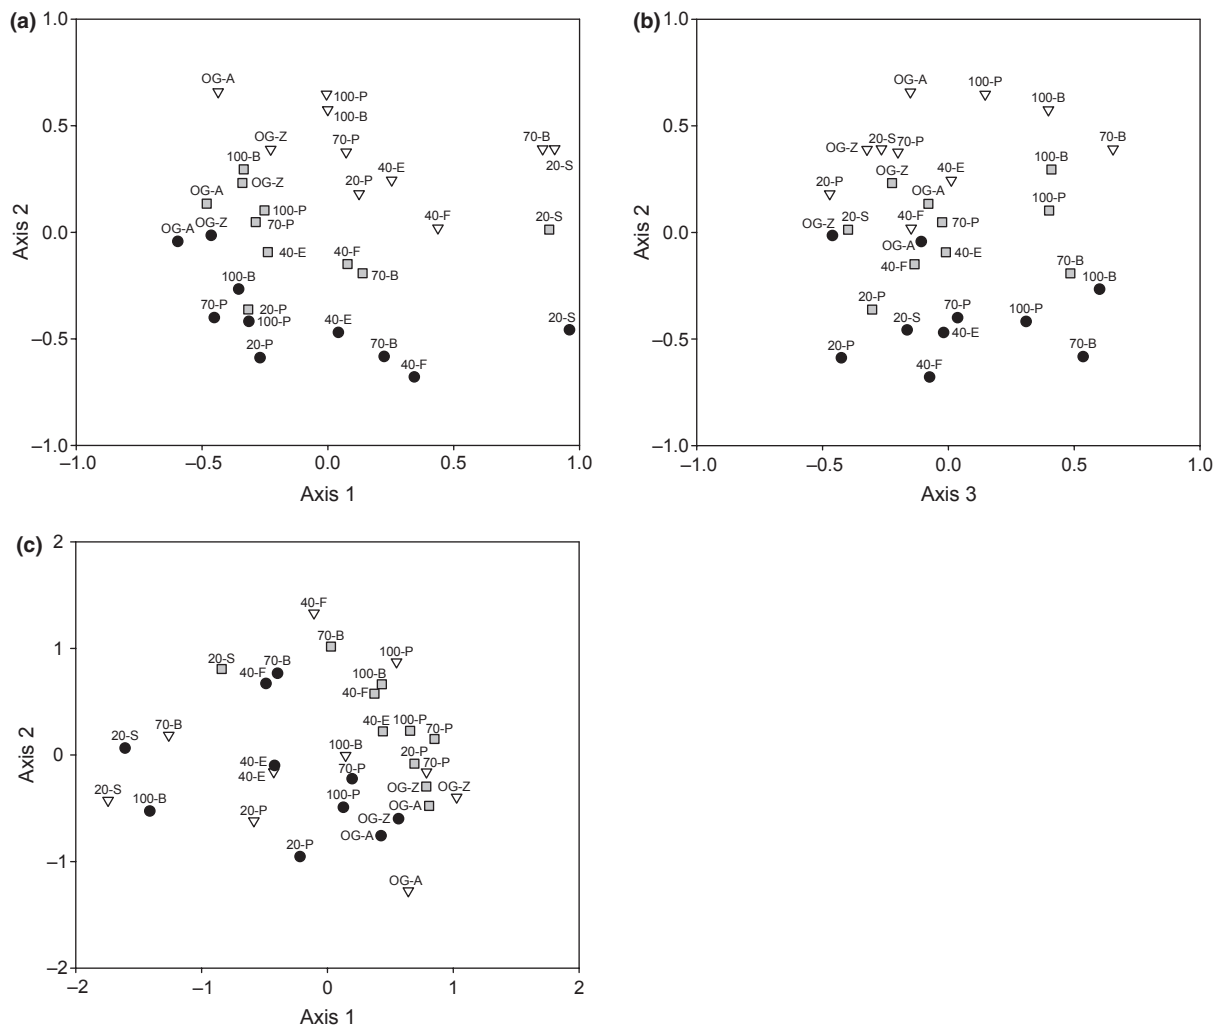 (a)
1.0
0.5
0.0
–0.5
–1.0
Axis 2
OG-A
100-P
100-B
OG-Z
70-P
70-B
20-S
100-B
OG-Z
40-E
20-P
OG-A
100-P
70-P
40-F
20-S
OG-A
OG-Z
40-E
40-F
70-B
100-B
20-P
70-P
100-P
40-E
20-S
20-P
70-B
40-F
–1.0 –0.5 0.0 0.5 1.0
Axis 1
(b)
1.0
0.5
0.0
–0.5
–1.0
Axis 2
OG-A
100-P
100-B
OG-Z
20-S
70-P
70-B
OG-Z
40-E
100-B
20-P
OG-A
100-P
OG-Z
20-S
40-F
70-P
OG-A
40-E
40-F
70-B
100-B
20-P
20-S
70-P
100-P
40-E
20-P
70-B
40-F
–1.0 –0.5 0.0 0.5 1.0
Axis 3
(c)
2
1
0
–1
–2
Axis 2
40-F
70-B
100-P
20-S
70-B
40-F
100-B
40-F
70-B
40-E
100-P
70-P
20-S
100-B
20-P
40-E
40-E
70-P
70-P
20-S
100-B
OG-Z
OG-Z
20-P
100-P
OG-A
OG-Z
OG-A
20-P
OG-A
–2 –1 0 1 2
Axis 1